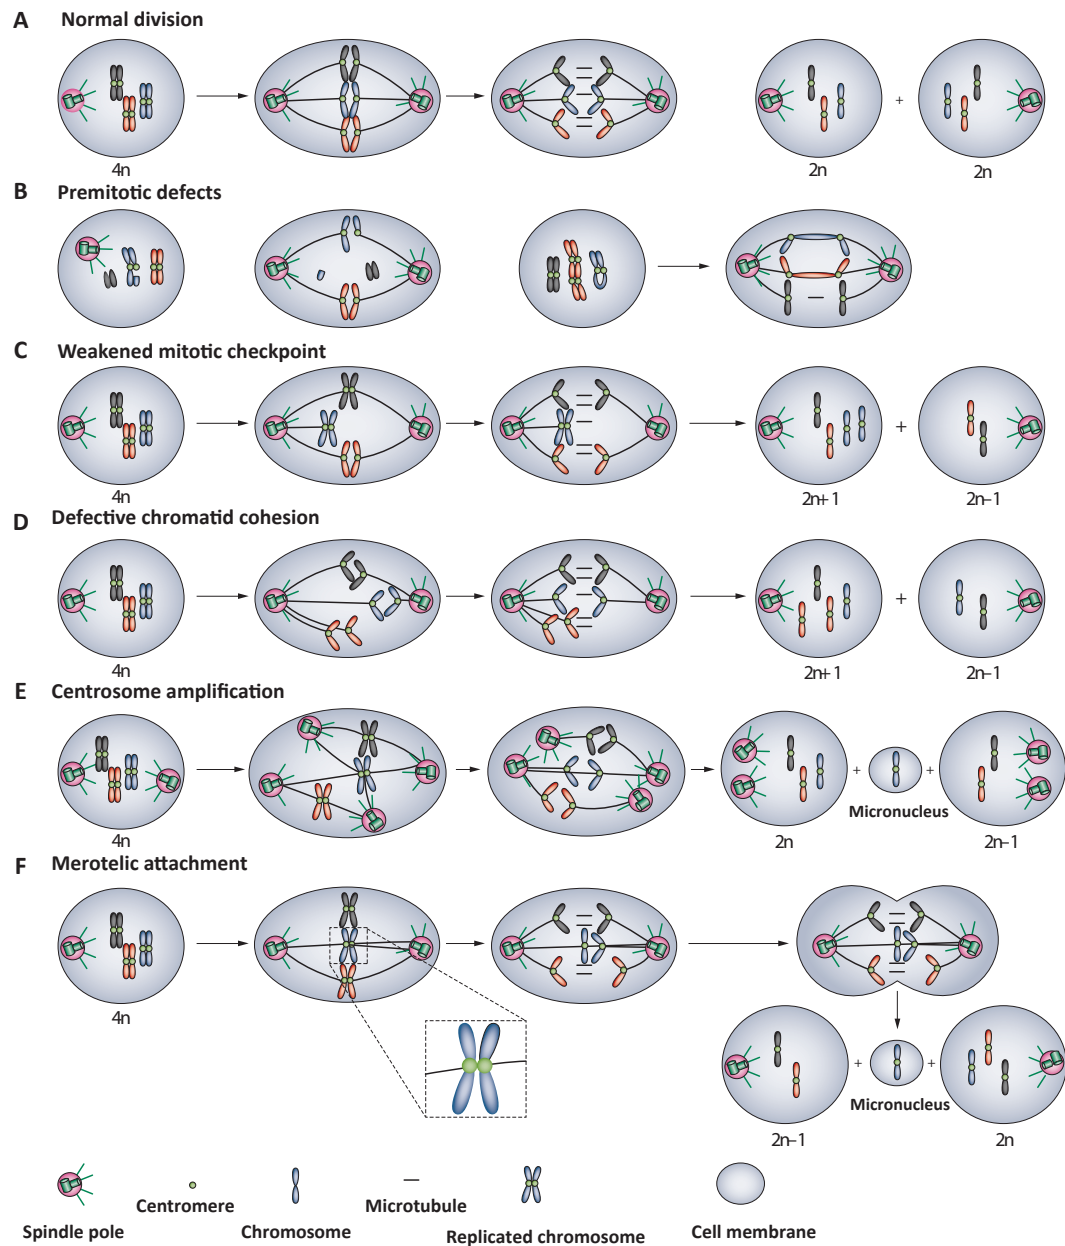 A Normal division
4n
+
2n 2n
B Premitotic defects
C Weakened mitotic checkpoint
+
4n 2n+1 2n–1
D Defective chromatid cohesion
+
4n 2n+1 2n–1
E Centrosome amplification
+ +
Micronucleus
4n 2n 2n–1
F Merotelic attachment
4n
+ +
Micronucleus
2n–1 2n
Spindle pole
Centromere
Chromosome
Microtubule
Replicated chromosome
Cell membrane